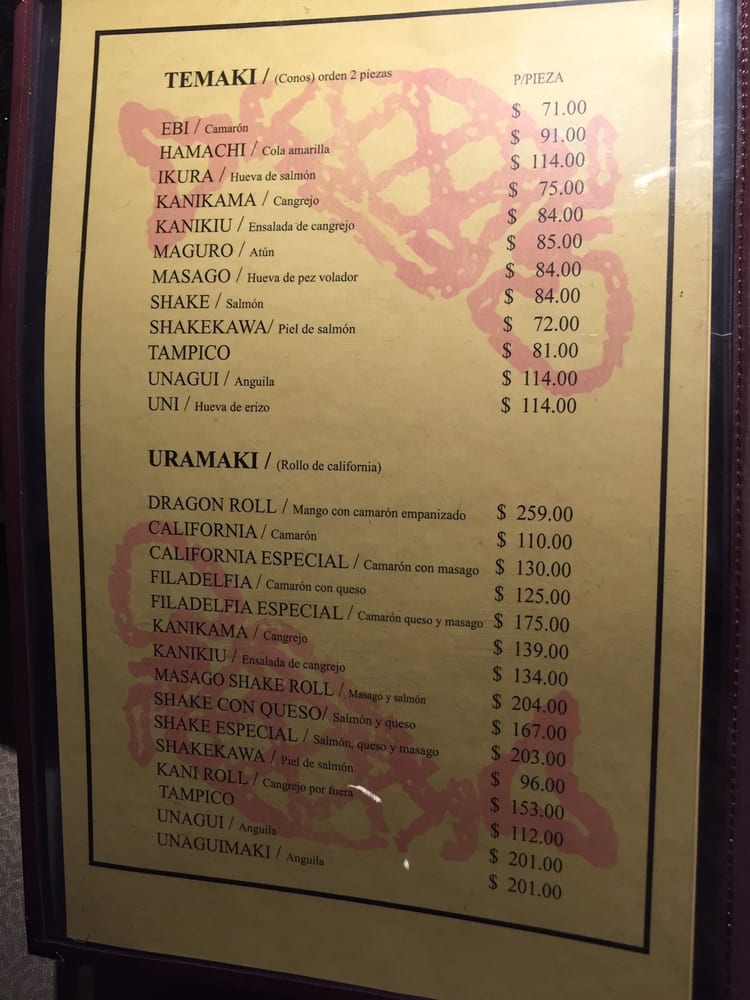 TEMAKI / (Conos) orden 2 piezas P/PIEZA
EBI / Camarón $ 71.00
HAMACHI / Cola amarilla $ 91.00
IKURA / Hueva de salmón $ 114.00
KANIKAMA / Cangrejo $ 75.00
KANIKIU / Ensalada de cangrejo $ 84.00
MAGURO / Atún $ 85.00
MASAGO / Hueva de pez volador $ 84.00
SHAKE / Salmón $ 84.00
SHAKEKAWA/ Piel de salmón $ 72.00
TAMPICO $ 81.00
UNAGUI / Anguila $ 114.00
UNI / Hueva de erizo $ 114.00
URAMAKI / (Rollo de california)
DRAGON ROLL / Mango con camarón empanizado $ 259.00
CALIFORNIA / Camarón $ 110.00
CALIFORNIA ESPECIAL / Camarón con masago $ 130.00
FILADELFIA / Camarón con queso $ 125.00
FILADELFIA ESPECIAL / Camarón queso y masago $ 175.00
KANIKAMA / Cangrejo $ 139.00
KANIKIU / Ensalada de cangrejo $ 134.00
MASAGO SHAKE ROLL / Masago y salmón $ 204.00
SHAKE CON QUESO/ Salmón y queso $ 167.00
SHAKE ESPECIAL / Salmón, queso y masago $ 203.00
SHAKEKAWA / Piel de salmón $ 96.00
KANI ROLL / Cangrejo por fuera $ 153.00
TAMPICO $ 112.00
UNAGUI / Anguila $ 201.00
UNAGUIMAKI / Anguila $ 201.00